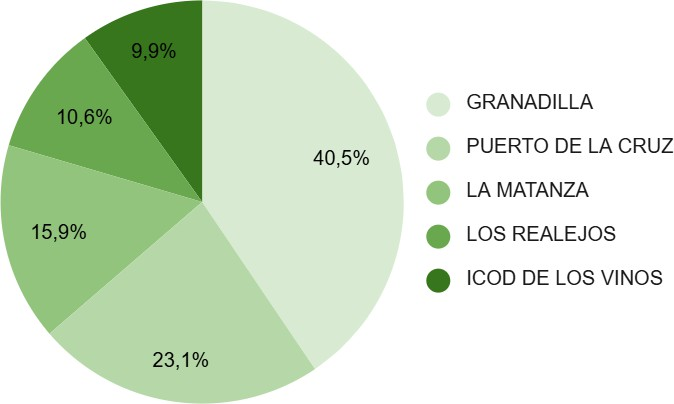 9,9%
10,6%
40,5%
15,9%
23,1%
GRANADILLA
PUERTO DE LA CRUZ
LA MATANZA
LOS REALEJOS
ICOD DE LOS VINOS